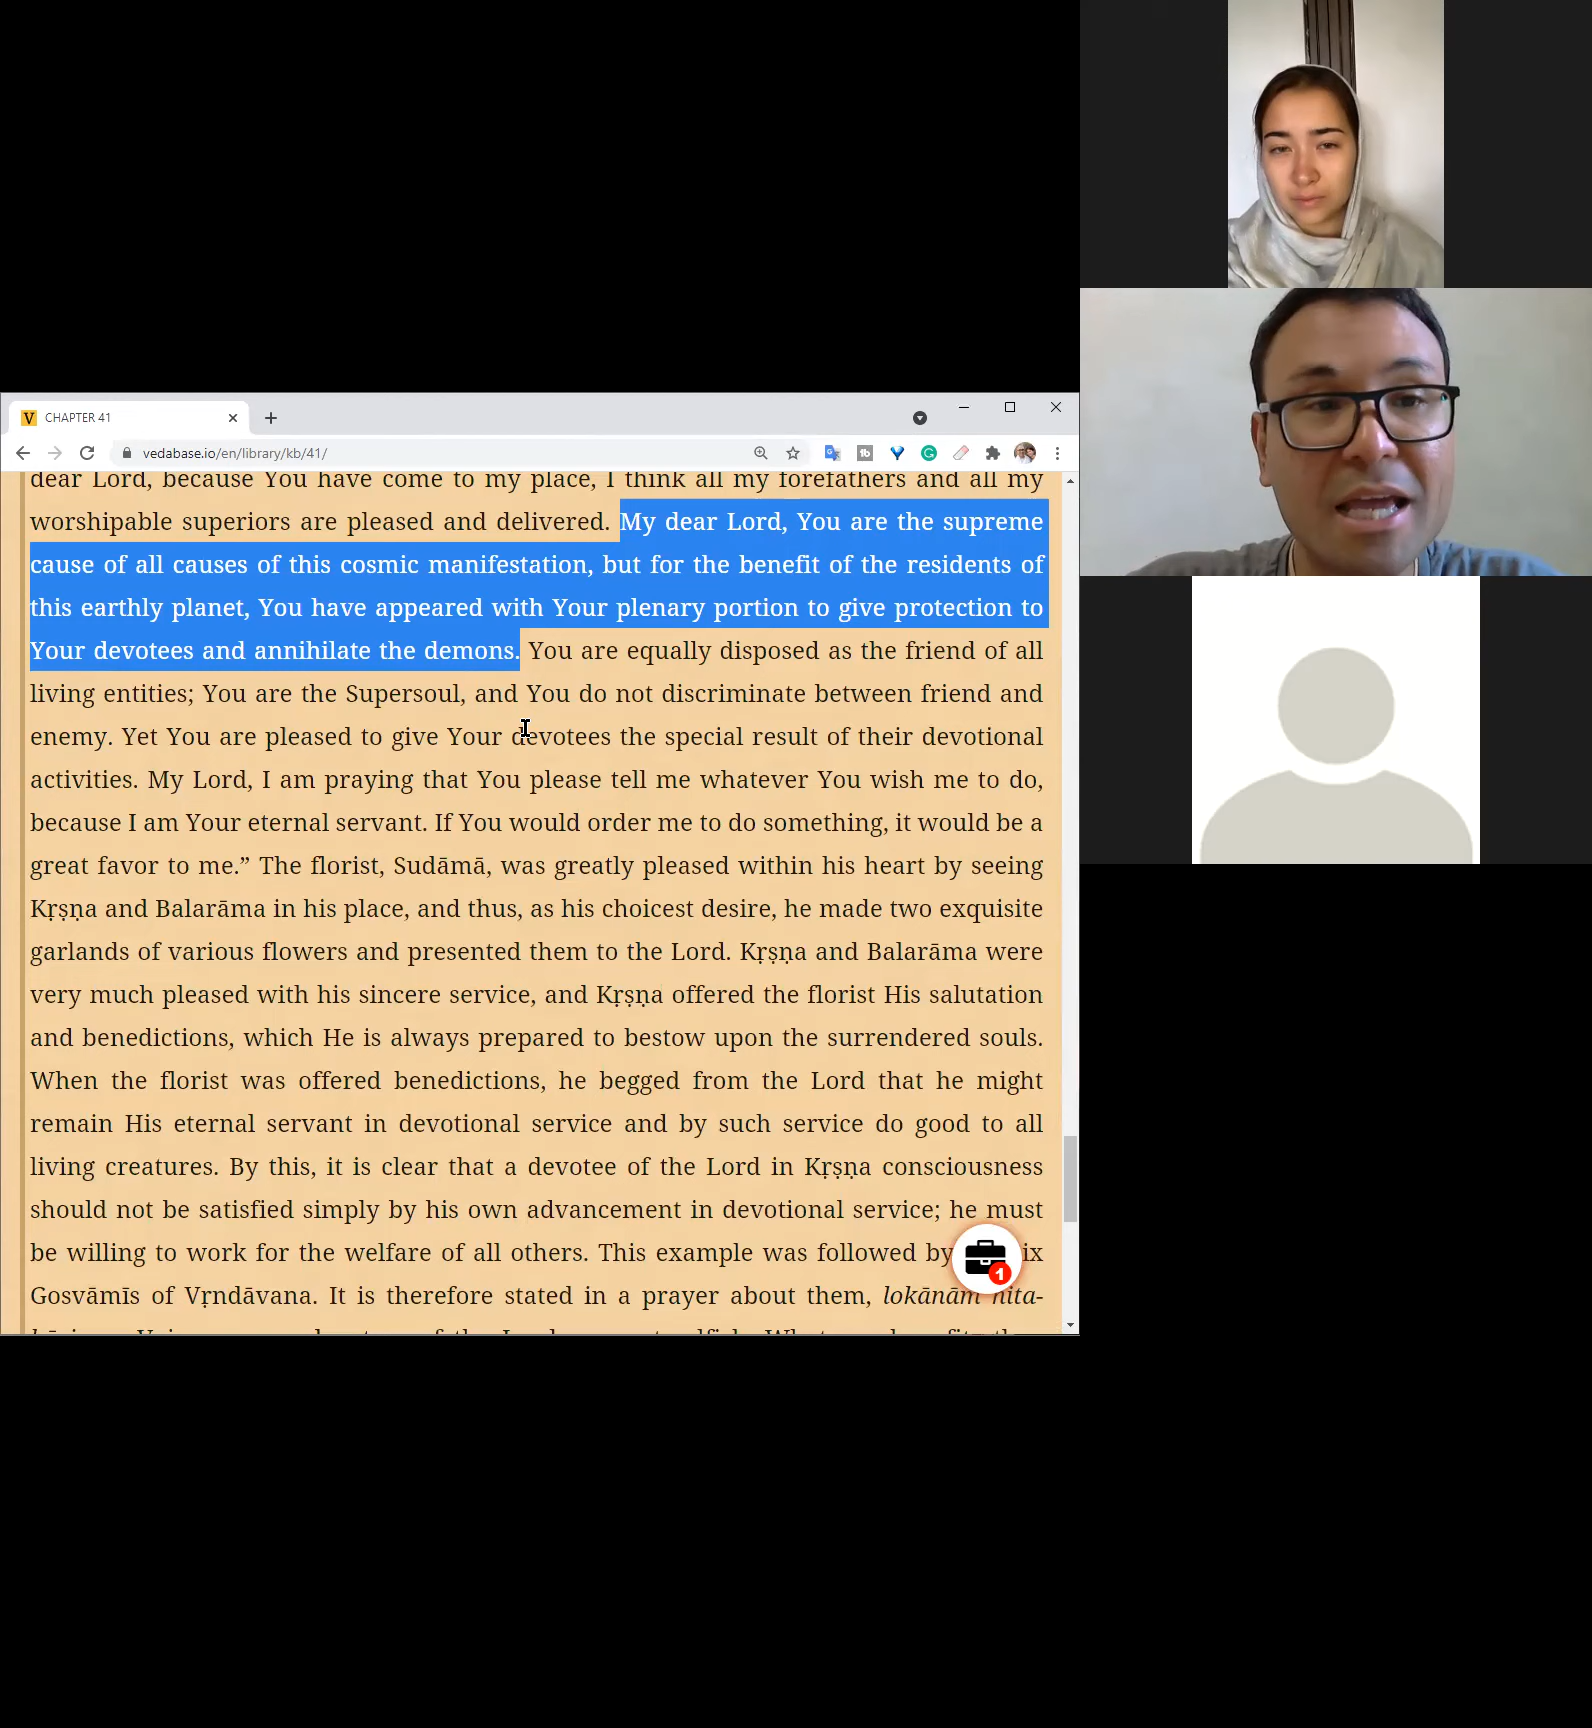 CHAPTER 41
vedabase.io/en/library/kb/41/
dear Lord, because You have come to my place, I think all my forefathers and all my
worshipable superiors are pleased and delivered. My dear Lord, You are the supreme
cause of all causes of this cosmic manifestation, but for the benefit of the residents of
this earthly planet, You have appeared with Your plenary portion to give protection to
Your devotees and annihilate the demons. You are equally disposed as the friend of all
living entities; You are the Supersoul, and You do not discriminate between friend and
enemy. Yet You are pleased to give Your devotees the special result of their devotional
activities. My Lord, I am praying that You please tell me whatever You wish me to do,
because I am Your eternal servant. If You would order me to do something, it would be a
great favor to me.” The florist, Sudāmā, was greatly pleased within his heart by seeing
Kṛṣṇa and Balarāma in his place, and thus, as his choicest desire, he made two exquisite
garlands of various flowers and presented them to the Lord. Kṛṣṇa and Balarāma were
very much pleased with his sincere service, and Kṛṣṇa offered the florist His salutation
and benedictions, which He is always prepared to bestow upon the surrendered souls.
When the florist was offered benedictions, he begged from the Lord that he might
remain His eternal servant in devotional service and by such service do good to all
living creatures. By this, it is clear that a devotee of the Lord in Kṛṣṇa consciousness
should not be satisfied simply by his own advancement in devotional service; he must
be willing to work for the welfare of all others. This example was followed by ix
Gosvāmīs of Vṛndāvana. It is therefore stated in a prayer about them, lokānāṁ hita-
1